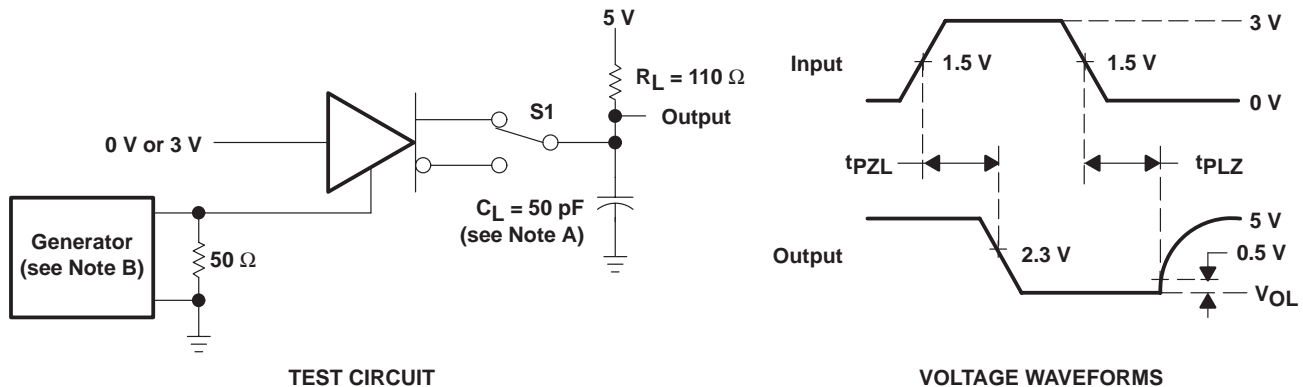 5 V
R_L = 110 Ω
S1
Output
0 V or 3 V
C_L = 50 pF
(see Note A)
Generator
(see Note B)
50 Ω
TEST CIRCUIT
3 V
Input
1.5 V
1.5 V
0 V
t_PZL
t_PLZ
5 V
Output
2.3 V
0.5 V
V_OL
VOLTAGE WAVEFORMS